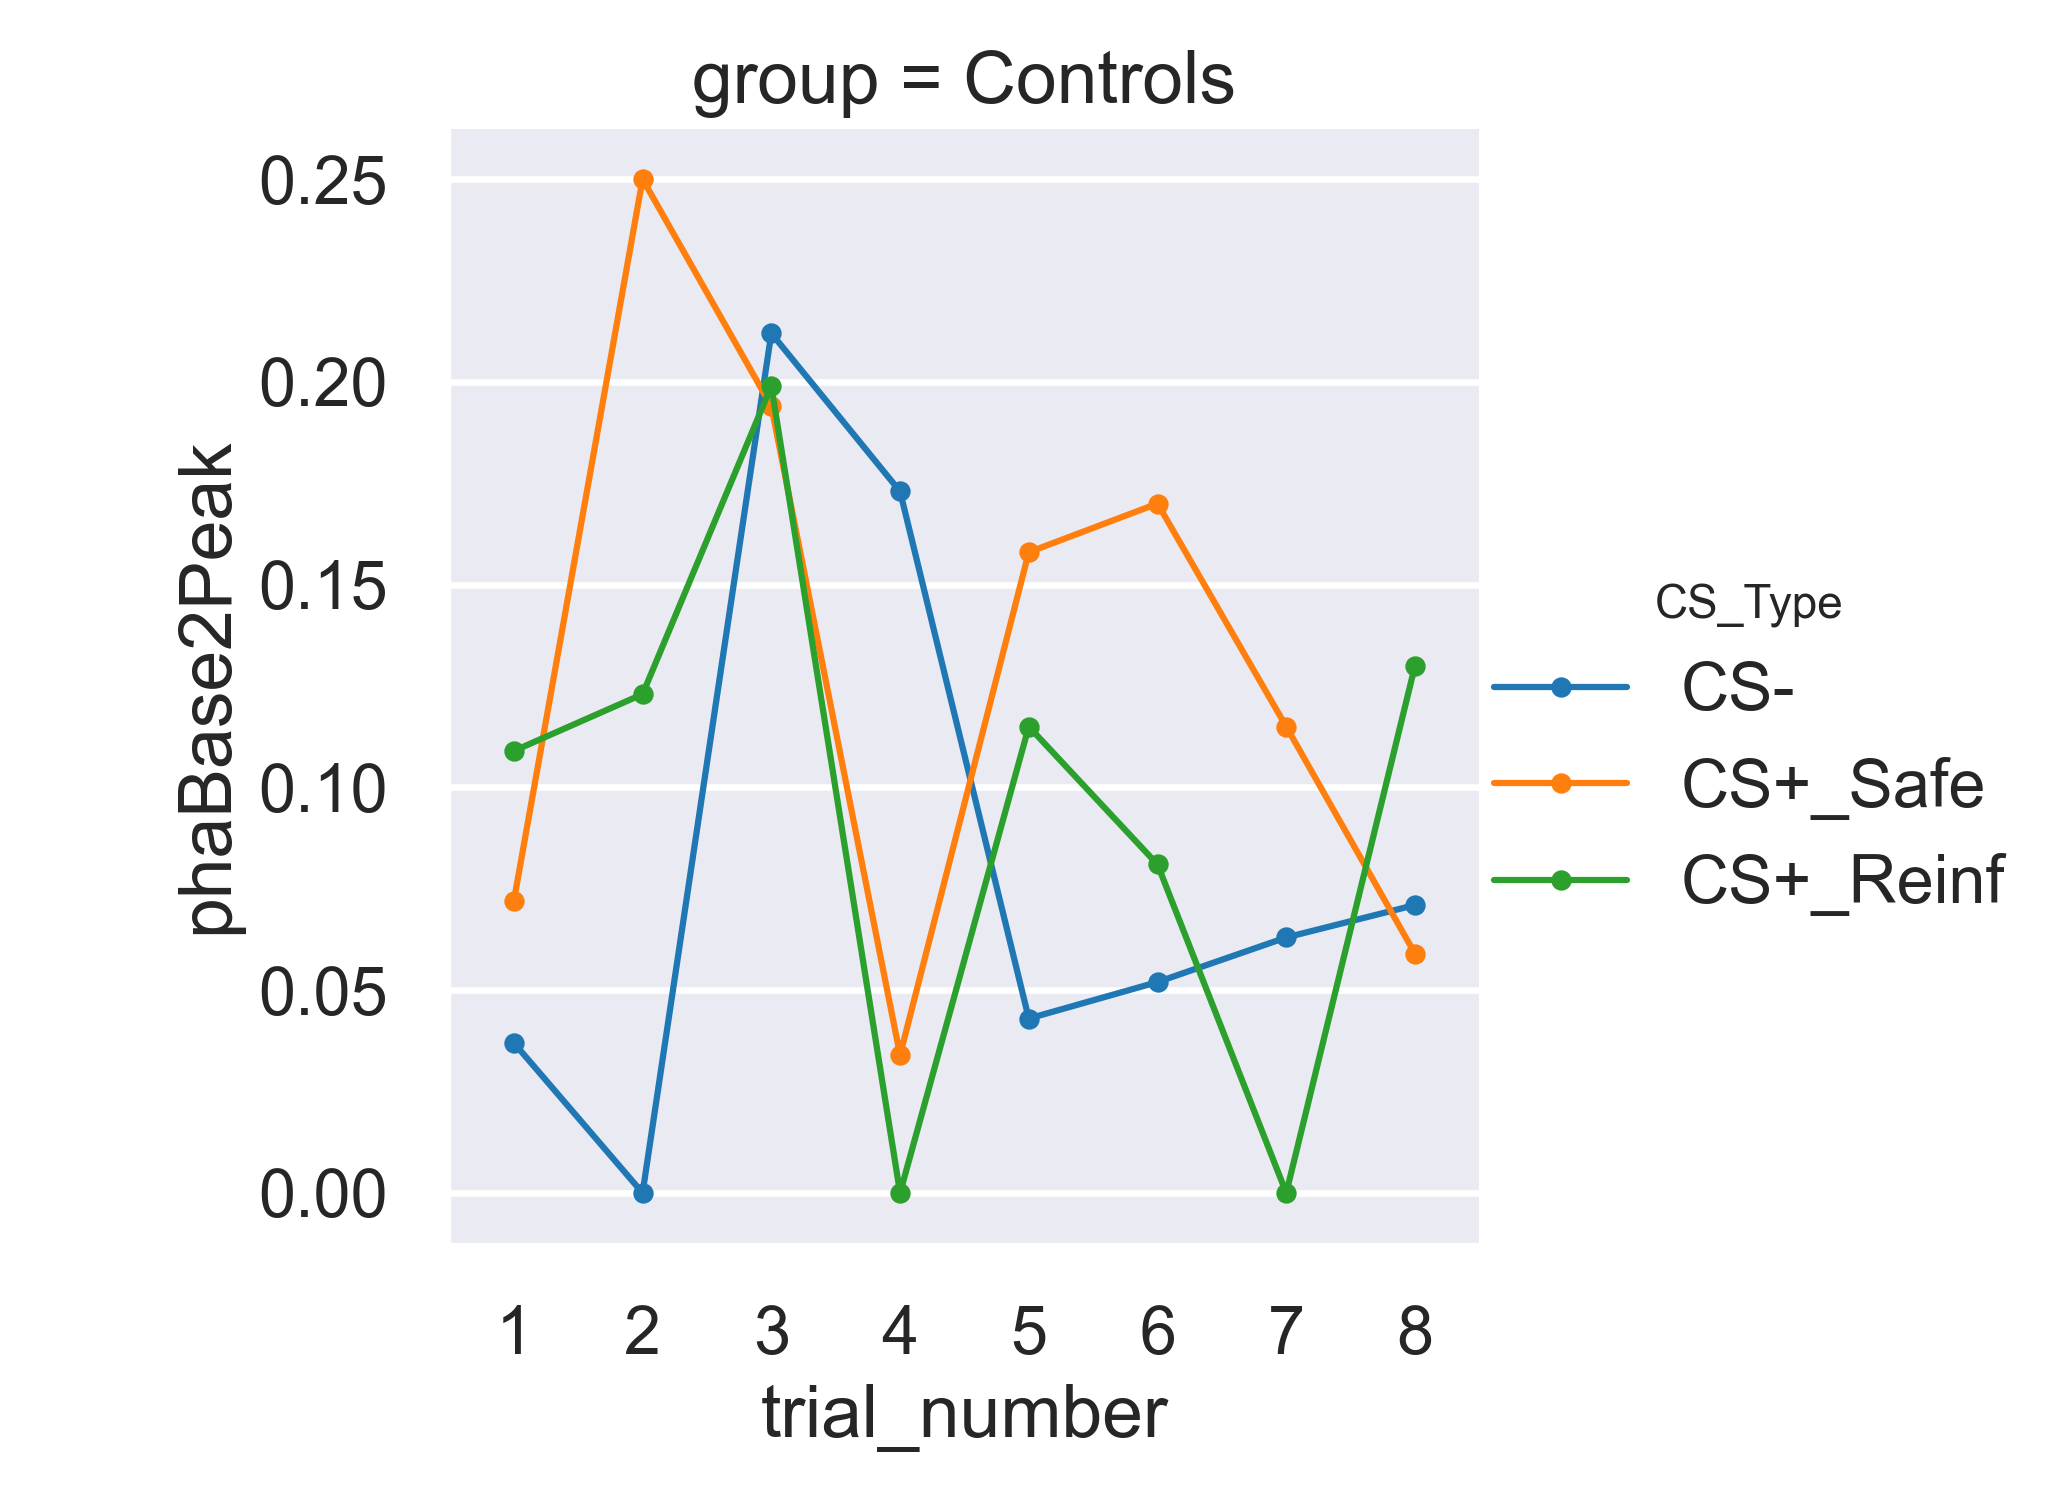 group = Controls
phaBase2Peak
0.25
0.20
0.15
0.10
0.05
0.00
1 2 3 4 5 6 7 8
trial_number
CS_Type
CS-
CS+_Safe
CS+_Reinf